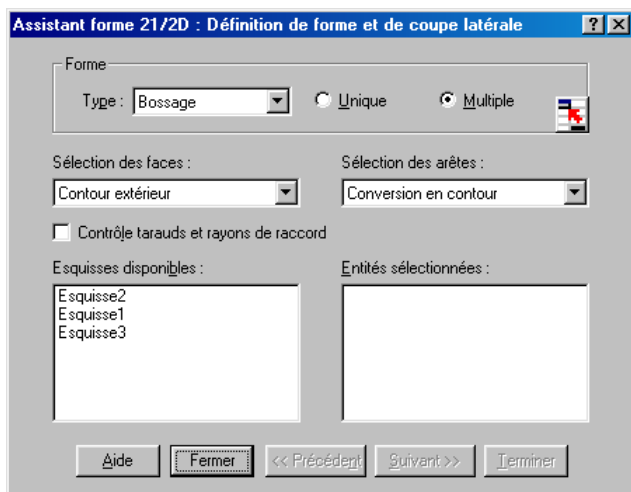 Assistant forme 21/2D : Définition de forme et de coupe latérale
Forme
Type : Bossage Unique Multiple
Sélection des faces : Sélection des arêtes :
Contour extérieur Conversion en contour
Contrôle tarauds et rayons de raccord
Esquisses disponibles : Entités sélectionnées :
Esquisse2
Esquisse1
Esquisse3
Aide Fermer << Précédent Suivant >> Terminer